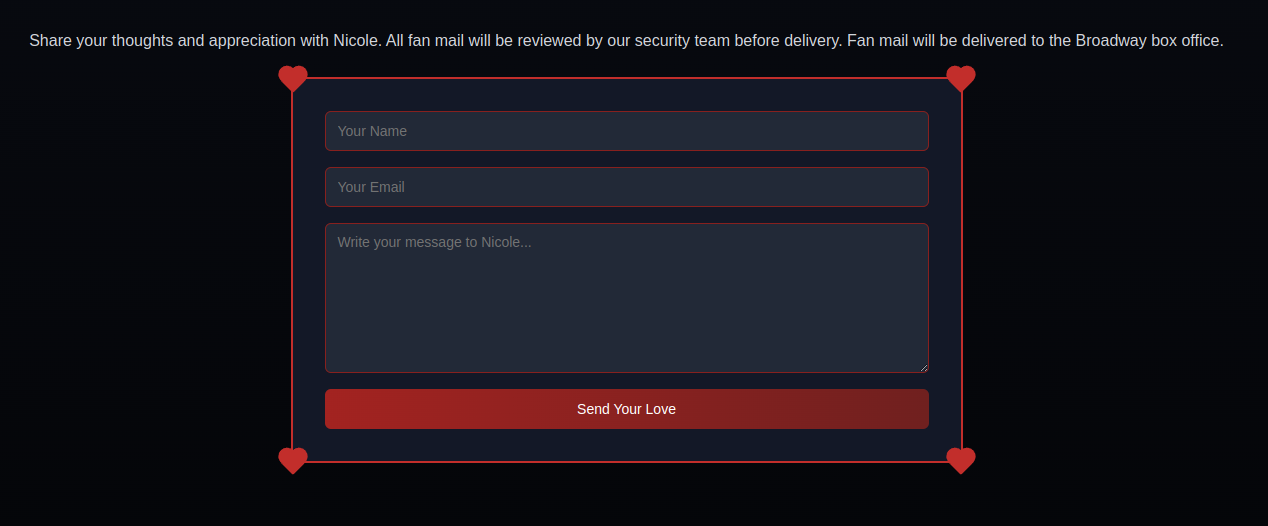 Share your thoughts and appreciation with Nicole. All fan mail will be reviewed by our security team before delivery. Fan mail will be delivered to the Broadway box office.
Your Name
Your Email
Write your message to Nicole...
Send Your Love